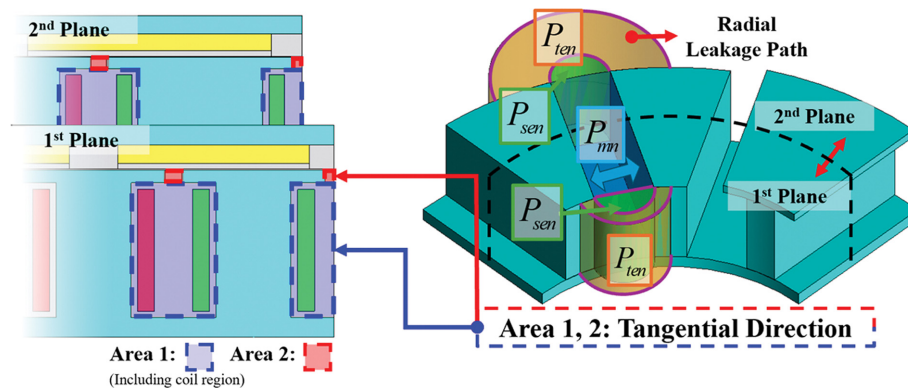 2nd Plane
1st Plane
Area 1:
Area 2:
(Including coil region)
Pten
Radial
Leakage Path
Psen
Pmn
2nd Plane
1st Plane
Psen
Pten
Area 1, 2: Tangential Direction